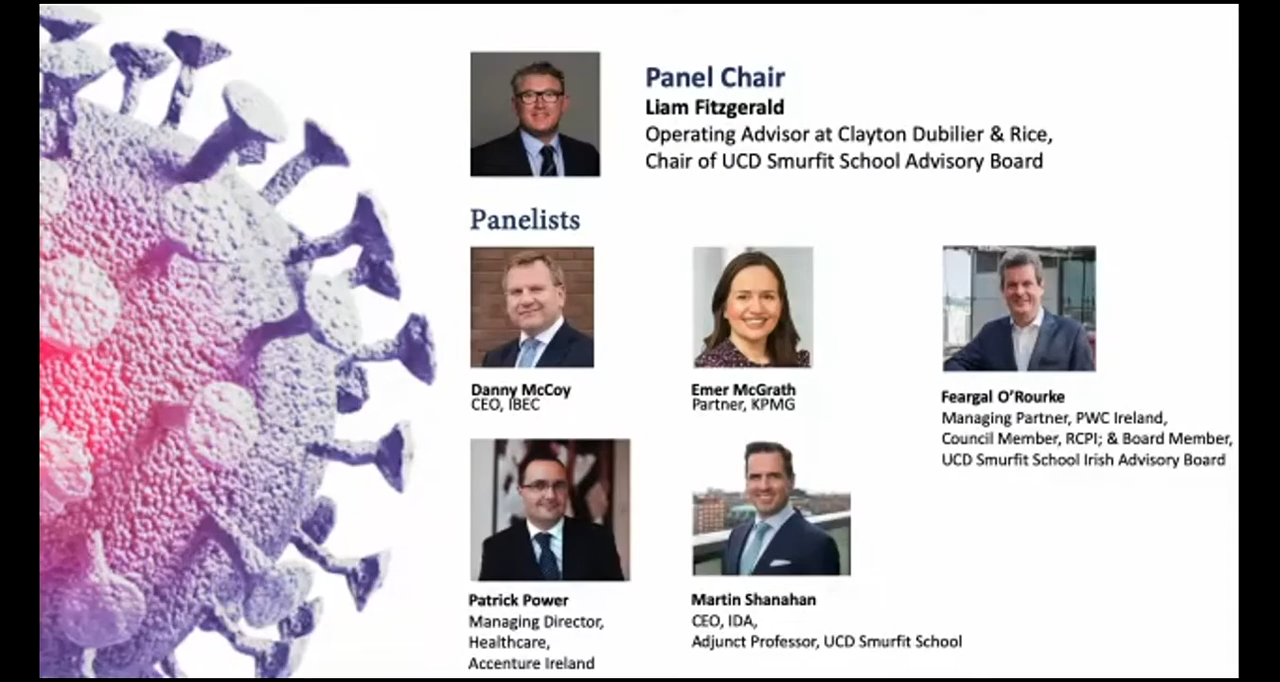 Panel Chair
Liam Fitzgerald
Operating Advisor at Clayton Dubilier & Rice,
Chair of UCD Smurfit School Advisory Board
Panelists
Danny McCoy
CEO, IBEC
Emer McGrath
Partner, KPMG
Feargal O'Rourke
Managing Partner, PWC Ireland,
Council Member, RCPI; & Board Member,
UCD Smurfit School Irish Advisory Board
Patrick Power
Managing Director,
Healthcare,
Accenture Ireland
Martin Shanahan
CEO, IDA,
Adjunct Professor, UCD Smurfit School